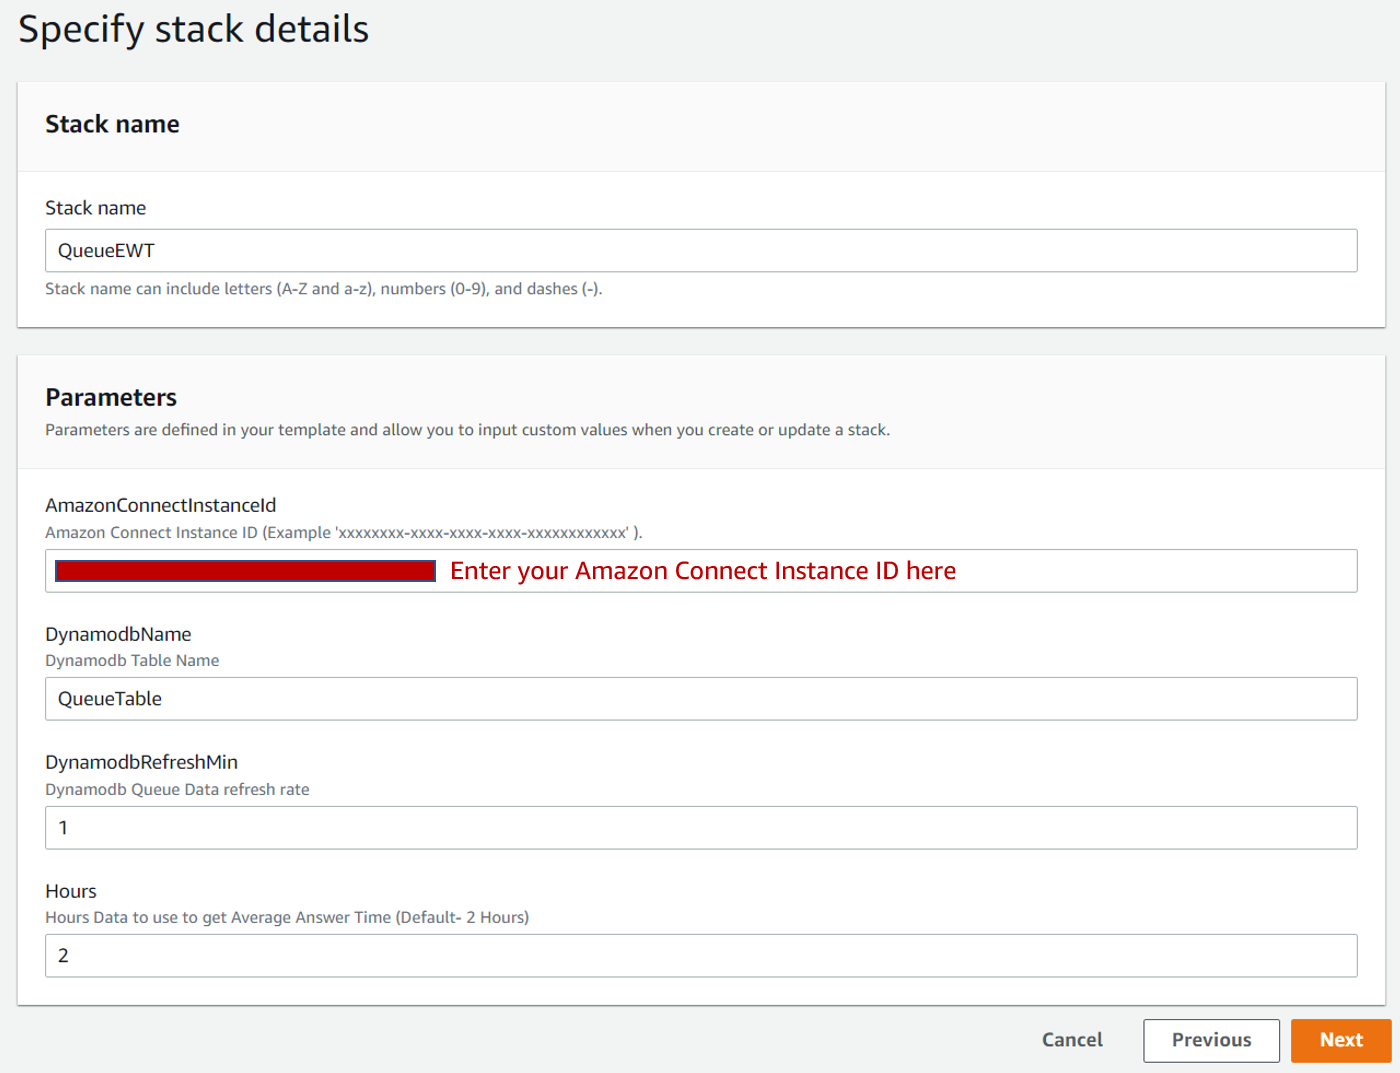 Specify stack details
Stack name
Stack name
QueueEWT
Stack name can include letters (A-Z and a-z), numbers (0-9), and dashes (-).
Parameters
Parameters are defined in your template and allow you to input custom values when you create or update a stack.
AmazonConnectInstanceId
Amazon Connect Instance ID (Example 'xxxxxxxx-xxxx-xxxx-xxxx-xxxxxxxxxxxx' ).
Enter your Amazon Connect Instance ID here
DynamodbName
Dynamodb Table Name
QueueTable
DynamodbRefreshMin
Dynamodb Queue Data refresh rate
1
Hours
Hours Data to use to get Average Answer Time (Default- 2 Hours)
2
Cancel Previous Next